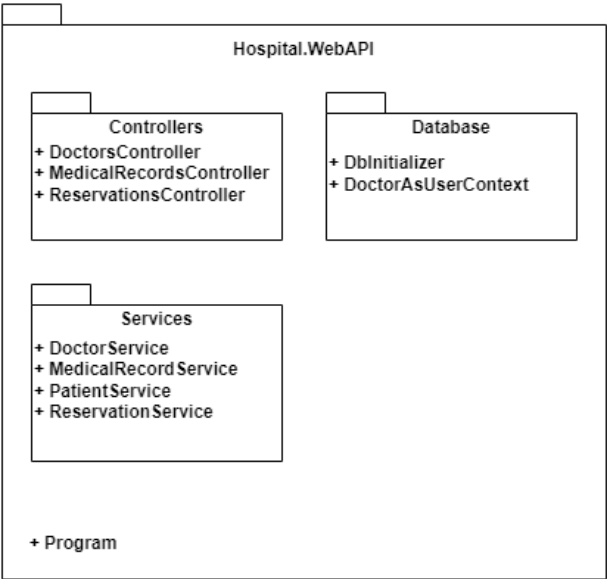 Hospital.WebAPI
Controllers
+ DoctorsController
+ MedicalRecordsController
+ ReservationsController
Database
+ DbInitializer
+ DoctorAsUserContext
Services
+ DoctorService
+ MedicalRecordService
+ PatientService
+ ReservationService
+ Program